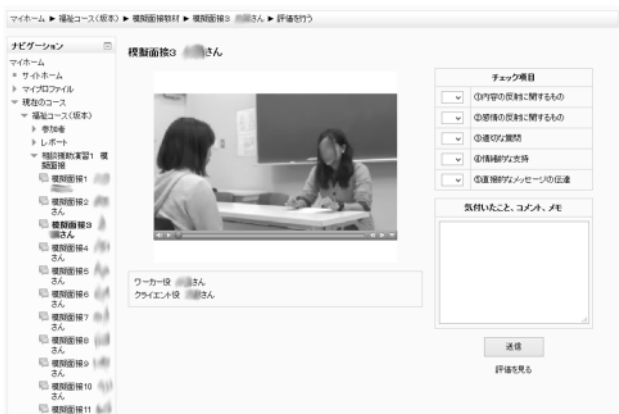 マイホーム ▶ 福祉コース(坂本) ▶ 模擬面接教材 ▶ 模擬面接3 さん ▶ 評価を行う
ナビゲーション
マイホーム
サイトホーム
マイプロファイル
現在のコース
福祉コース(坂本)
参加者
レポート
相談援助演習1 模
擬面接
模擬面接1
模擬面接2
さん
模擬面接3
さん
模擬面接4
さん
模擬面接5
さん
模擬面接6
さん
模擬面接7
さん
模擬面接8
さん
模擬面接9
さん
模擬面接10
さん
模擬面接11
模擬面接3 さん
ワーカー役 さん
クライエント役 さん
チェック項目
①内容の反射に関するもの
②感情の反射に関するもの
③適切な質問
④情緒的な支持
⑤直接的なメッセージの伝達
気付いたこと、コメント、メモ
送信
評価を見る